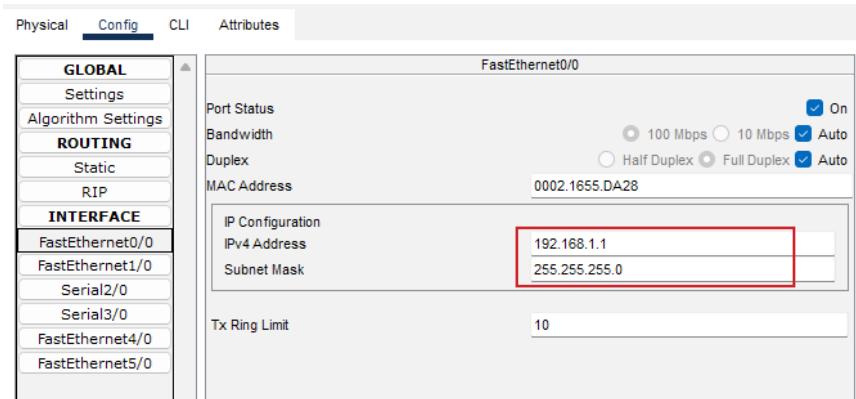 Physical Config CLI Attributes
GLOBAL
Settings
Algorithm Settings
ROUTING
Static
RIP
INTERFACE
FastEthernet0/0
FastEthernet1/0
Serial2/0
Serial3/0
FastEthernet4/0
FastEthernet5/0
FastEthernet0/0
Port Status On
Bandwidth 100 Mbps 10 Mbps Auto
Duplex Half Duplex Full Duplex Auto
MAC Address 0002.1655.DA28
IP Configuration
IPv4 Address 192.168.1.1
Subnet Mask 255.255.255.0
Tx Ring Limit 10